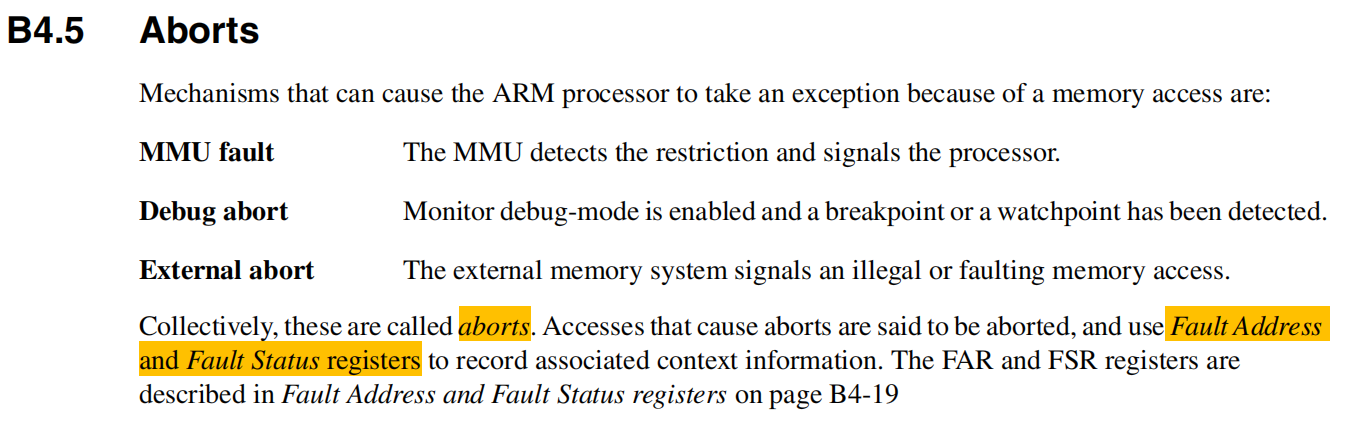 B4.5 Aborts
Mechanisms that can cause the ARM processor to take an exception because of a memory access are:
MMU fault The MMU detects the restriction and signals the processor.
Debug abort Monitor debug-mode is enabled and a breakpoint or a watchpoint has been detected.
External abort The external memory system signals an illegal or faulting memory access.
Collectively, these are called aborts. Accesses that cause aborts are said to be aborted, and use Fault Address
and Fault Status registers to record associated context information. The FAR and FSR registers are
described in Fault Address and Fault Status registers on page B4-19